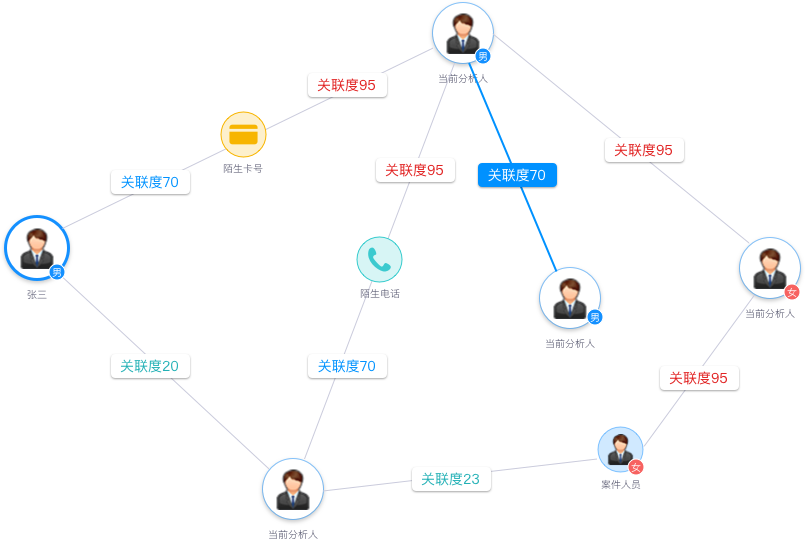 男
当前分析人
关联度95
陌生卡号
关联度95
关联度95
关联度70
关联度70
男
张三
陌生电话
男
当前分析人
女
当前分析人
关联度20
关联度70
关联度95
女
案件人员
关联度23
当前分析人